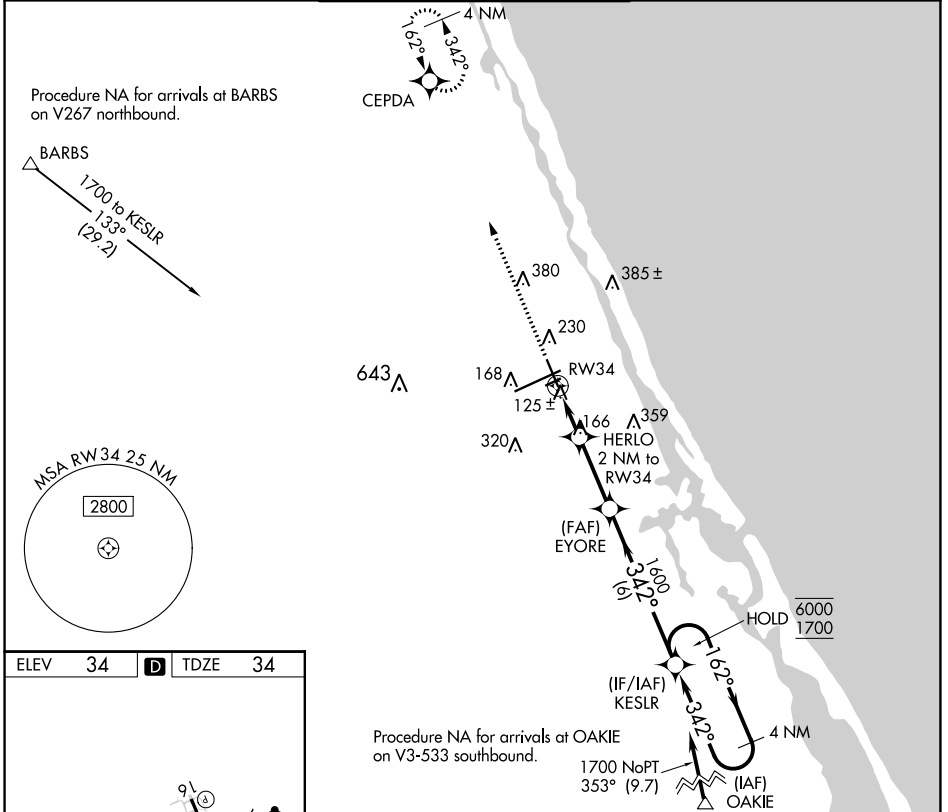 4 NM
162°
342°
CEPDA
Procedure NA for arrivals at BARBS
on V267 northbound.
BARBS
1700 to KESLR
133°
(29.2)
380
385 ±
230
RW34
643
168
125 ±
166
359
320
HERLO
2 NM to
RW34
MSA RW34 25 NM
2800
(FAF)
EYORE
1600
342°
(6)
HOLD
6000
1700
162°
(IF/IAF)
KESLR
342°
4 NM
Procedure NA for arrivals at OAKIE
on V3-533 southbound.
1700 NoPT
353° (9.7)
(IAF)
OAKIE
ELEV 34 D TDZE 34
16
P